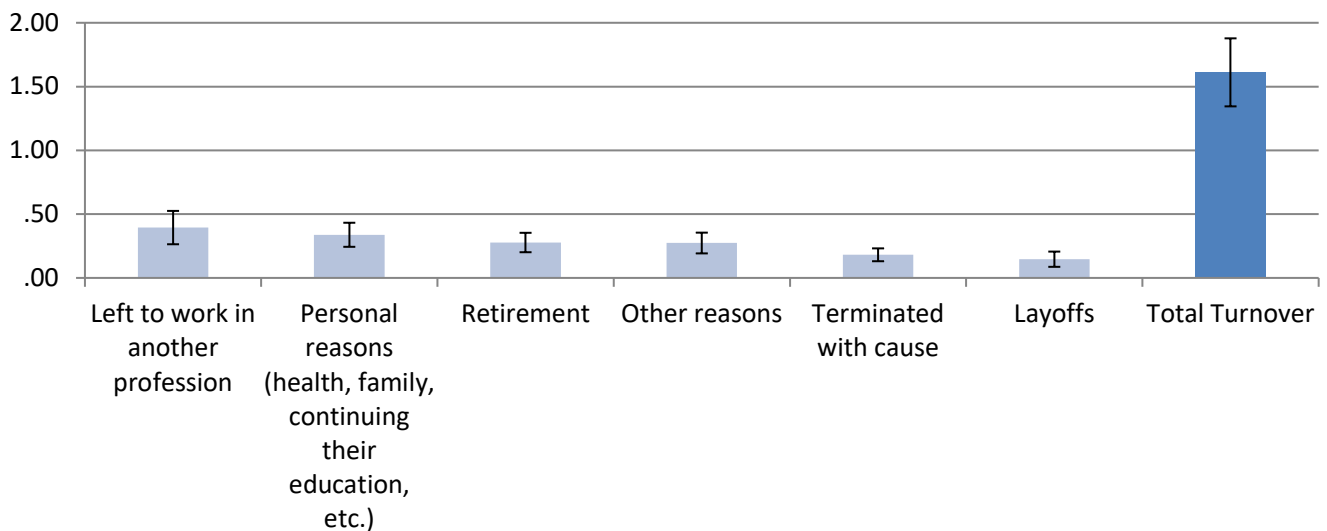 2.00
1.50
1.00
.50
.00
Left to work in
another
profession
Personal
reasons
(health, family,
continuing
their
education,
etc.)
Retirement
Other reasons
Terminated
with cause
Layoffs
Total Turnover